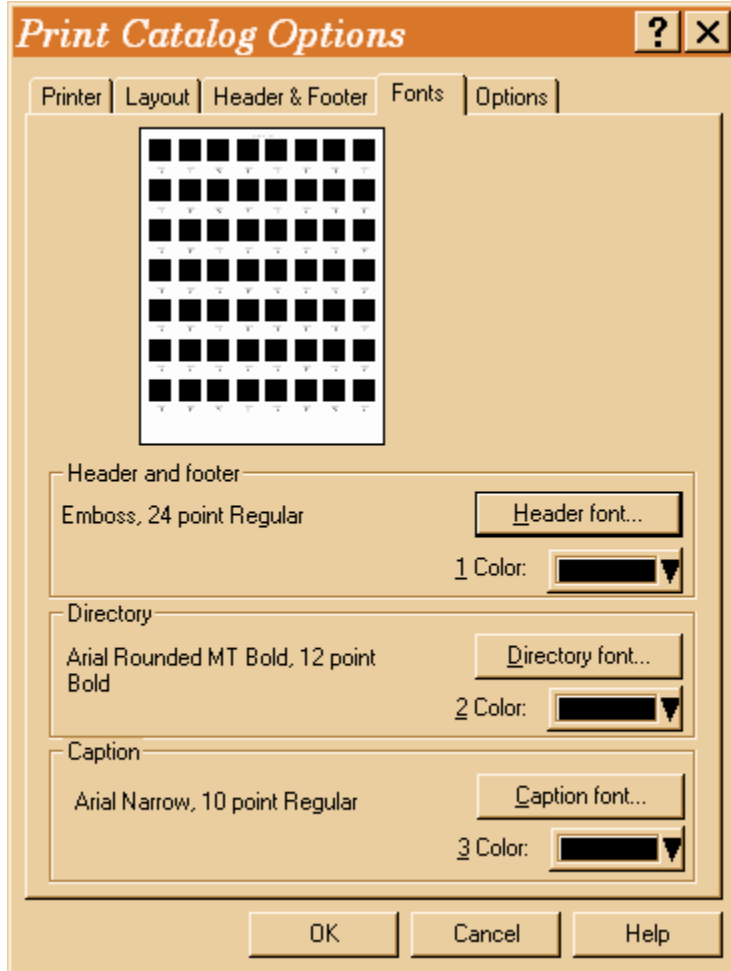 Print Catalog Options ? ×
Printer Layout Header & Footer Fonts Options
Header and footer
Emboss, 24 point Regular Header font...
1 Color:
Directory
Arial Rounded MT Bold, 12 point Directory font...
Bold
2 Color:
Caption
Arial Narrow, 10 point Regular Caption font...
3 Color:
OK Cancel Help